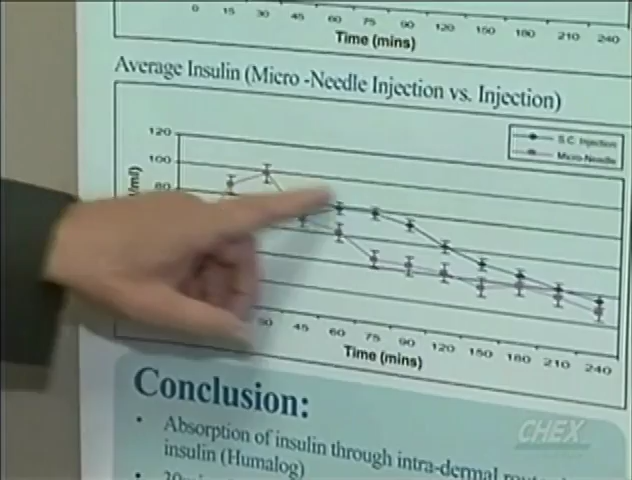 0 15 30 45 60 75 90 120 150 180 210 240
Time (mins)
Average Insulin (Micro -Needle Injection vs. Injection)
S.C. Injection
Micro-Needle
120
100
80
/ml)
30 45 60 75 90 120 150 180 210 240
Time (mins)
Conclusion:
• Absorption of insulin through intra-dermal
insulin (Humalog)
CHEX